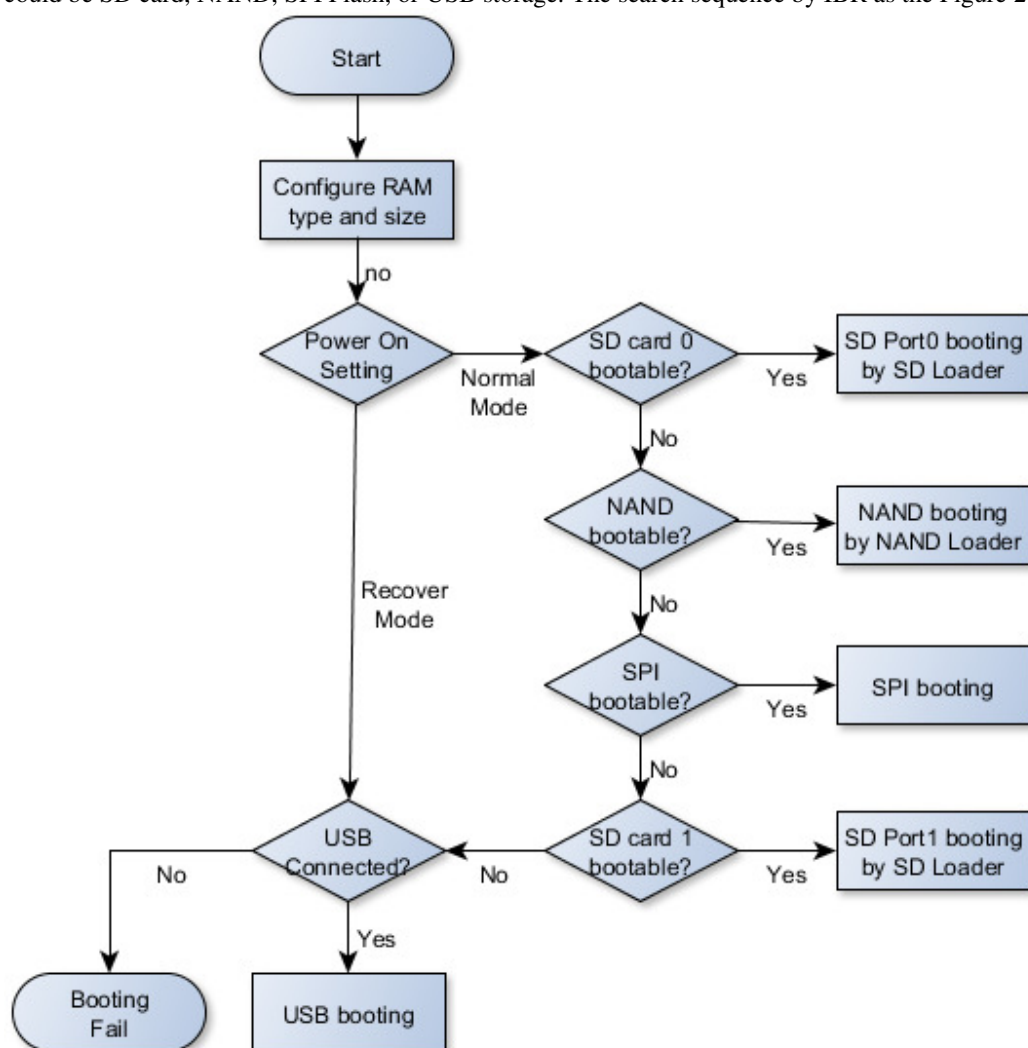 could be SD card, NAND, SPI Flash, or USB storage. The search sequence by IBR as the Figure 2
Start
Configure RAM
type and size
no
Power On
Setting
Normal
Mode
SD card 0
bootable?
Yes
SD Port0 booting
by SD Loader
No
NAND
bootable?
Yes
NAND booting
by NAND Loader
Recover
Mode
No
SPI
bootable?
Yes
SPI booting
No
SD card 1
bootable?
Yes
SD Port1 booting
by SD Loader
No
USB
Connected?
No
Yes
Booting
Fail
USB booting